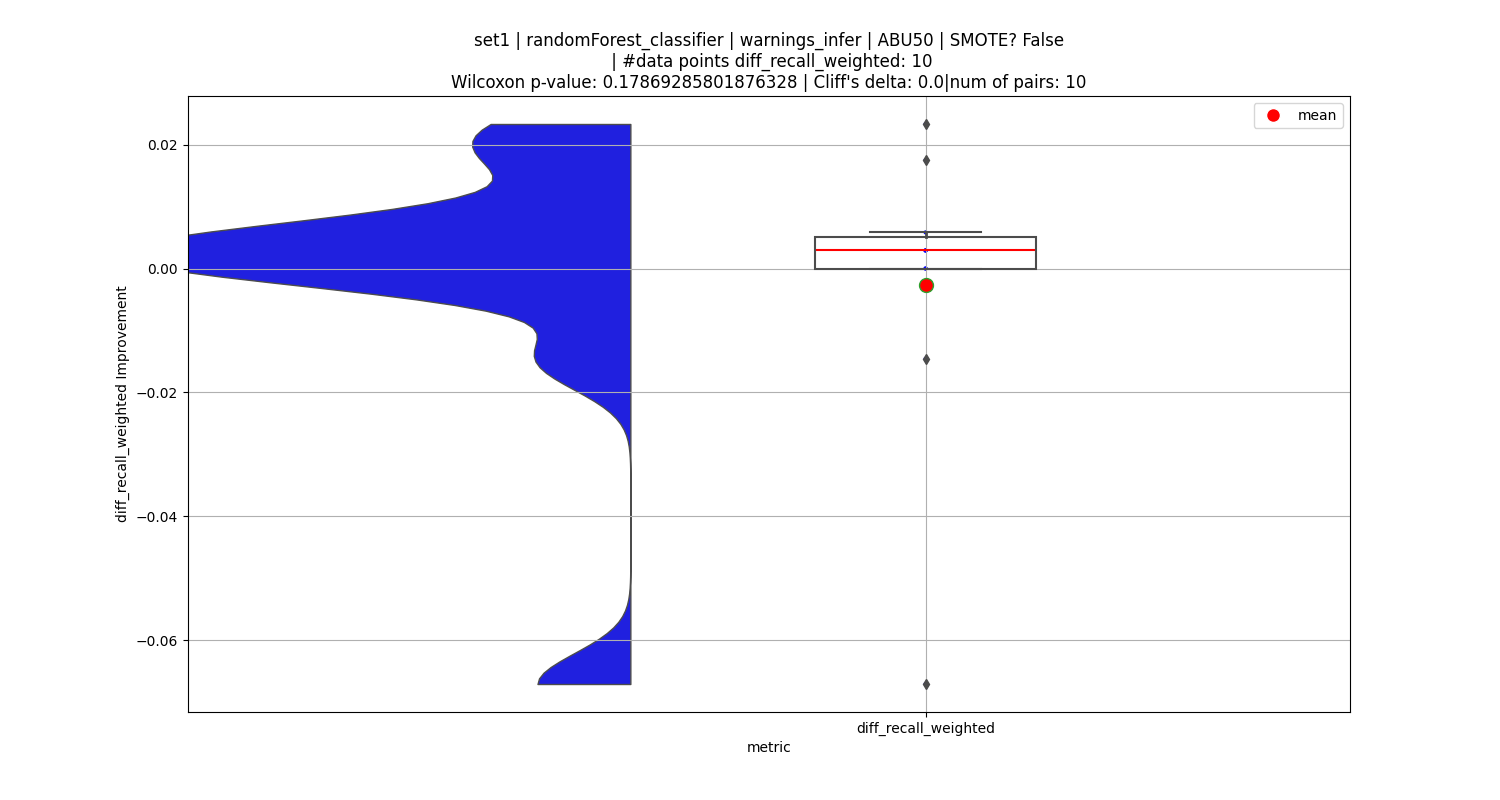 set1 | randomForest_classifier | warnings_infer | ABU50 | SMOTE? False
| #data points diff_recall_weighted: 10
Wilcoxon p-value: 0.17869285801876328 | Cliff's delta: 0.0|num of pairs: 10
mean
0.02
0.00
−0.02
−0.04
−0.06
diff_recall_weighted Improvement
diff_recall_weighted
metric